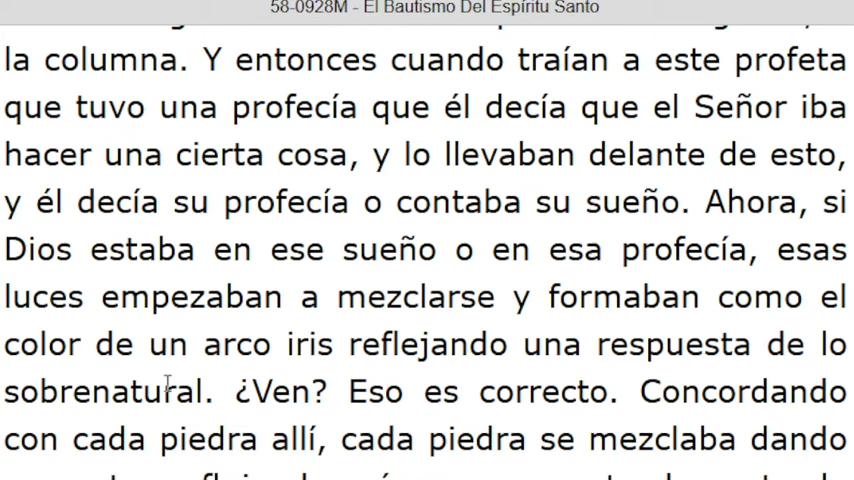 58-0928M - El Bautismo Del Espíritu Santo
la columna. Y entonces cuando traían a este profeta
que tuvo una profecía que él decía que el Señor iba
hacer una cierta cosa, y lo llevaban delante de esto,
y él decía su profecía o contaba su sueño. Ahora, si
Dios estaba en ese sueño o en esa profecía, esas
luces empezaban a mezclarse y formaban como el
color de un arco iris reflejando una respuesta de lo
sobrenatural. ¿Ven? Eso es correcto. Concordando
con cada piedra allí, cada piedra se mezclaba dando